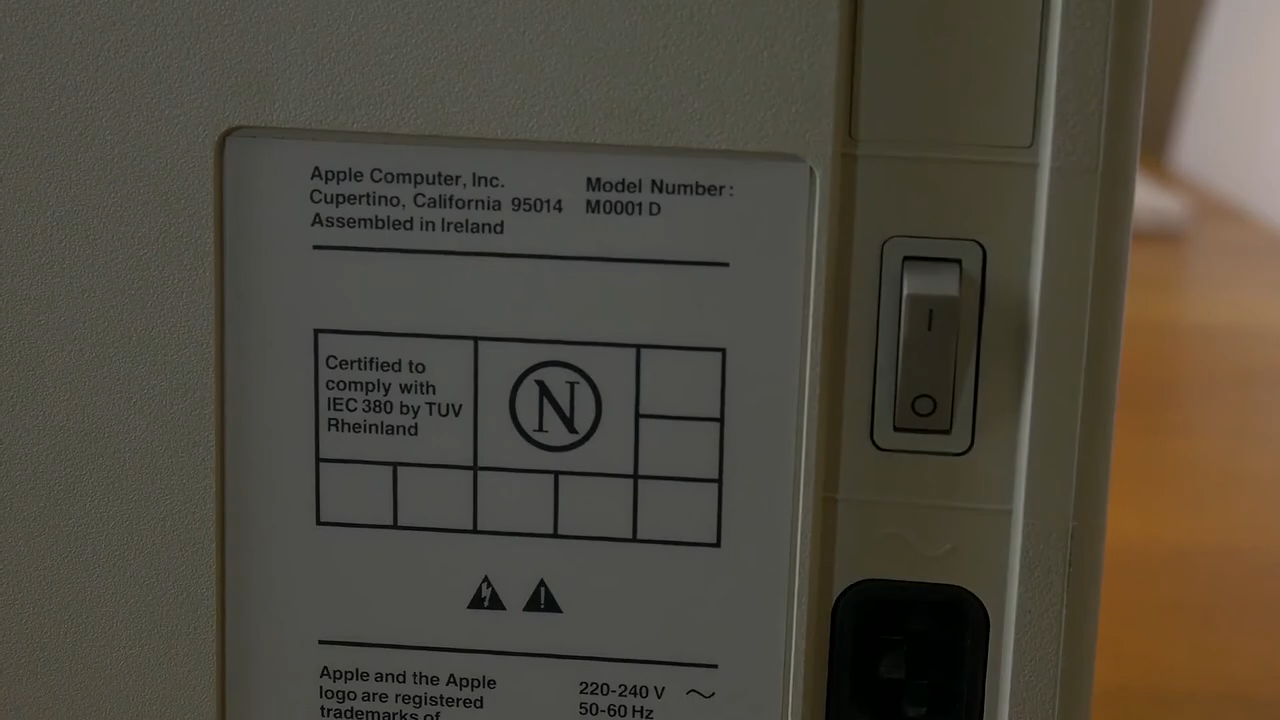 Apple Computer, Inc.
Cupertino, California 95014
Assembled in Ireland
Model Number:
M0001 D
Certified to
comply with
IEC 380 by TUV
Rheinland
N
Apple and the Apple
logo are registered
trademarks of
220-240 V ~
50-60 Hz